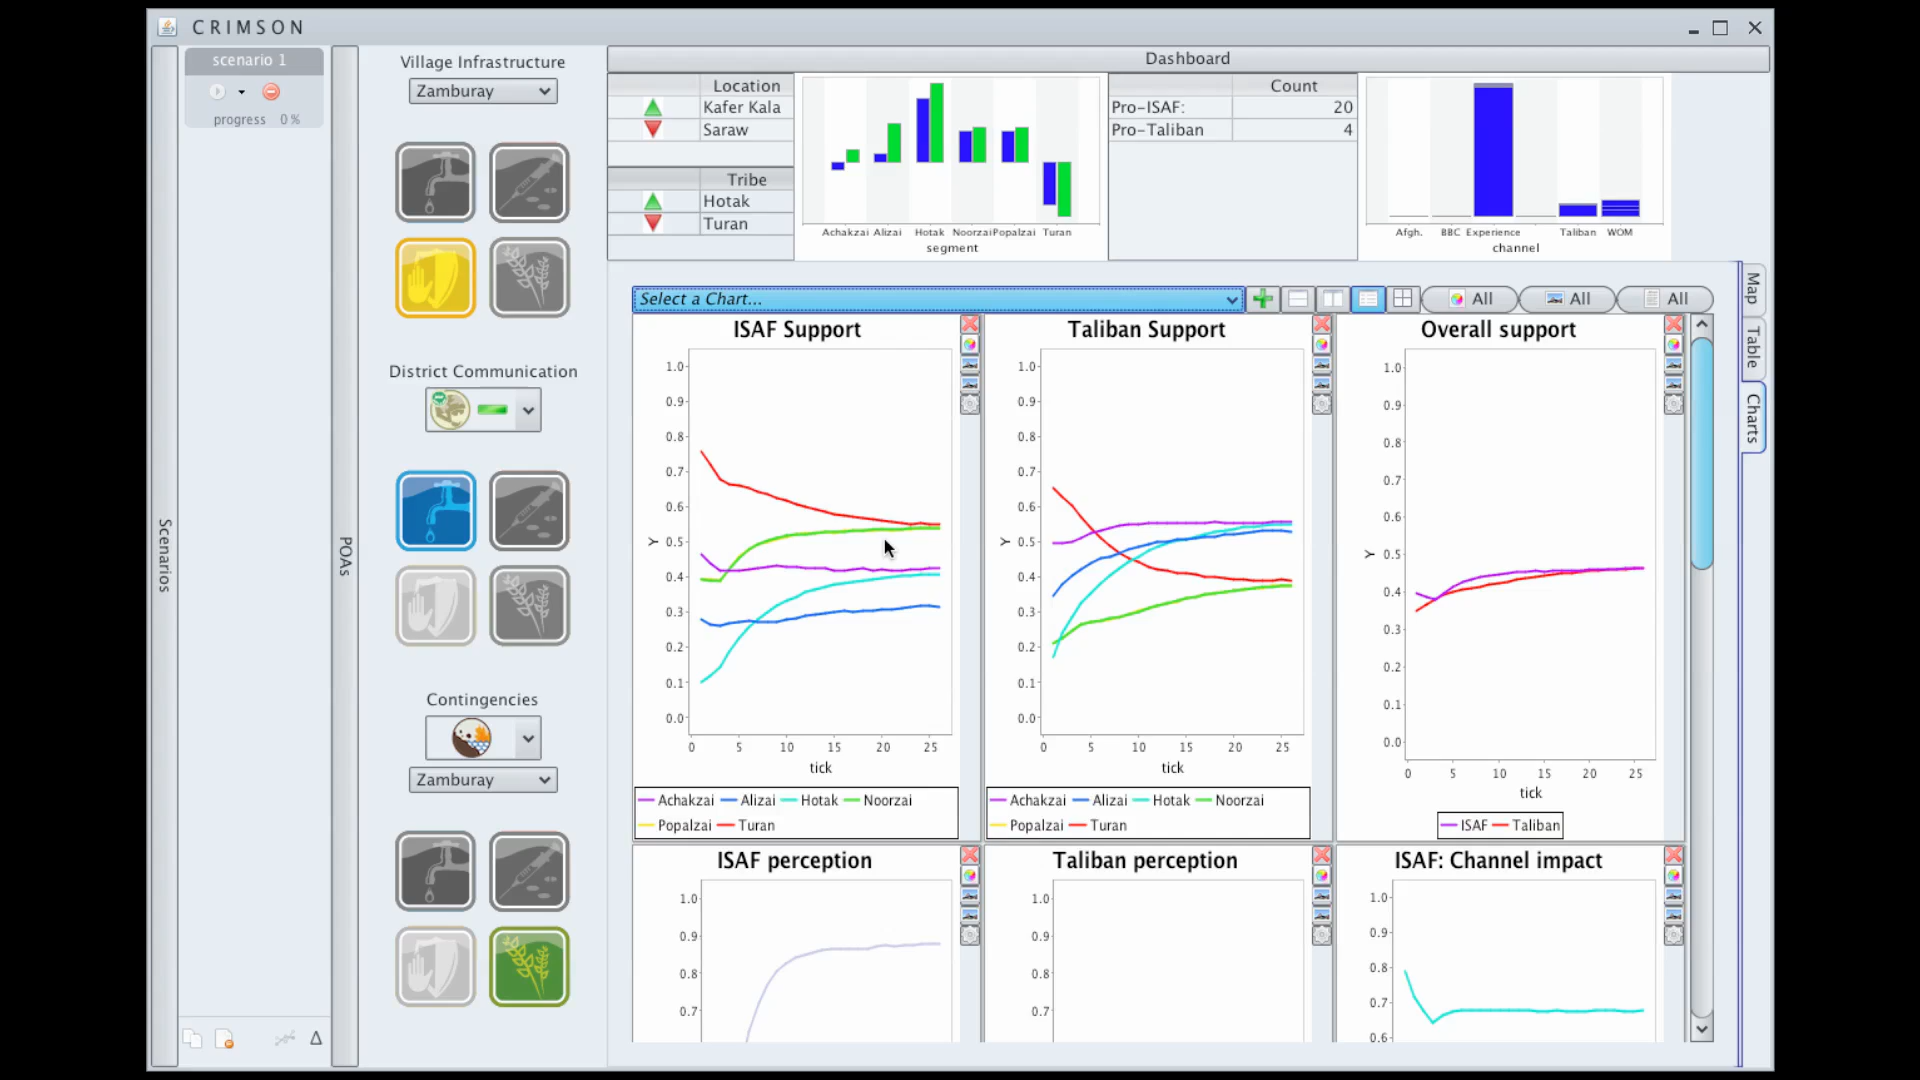 CRIMSON
Scenarios
scenario 1
progress 0 %
POAs
Village Infrastructure
Zamburay
District Communication
Contingencies
Zamburay
Dashboard
Location
Kafer Kala
Saraw
Tribe
Hotak
Turan
Achakzai Alizai Hotak Noorzai Popalzai Turan
segment
Count
Pro-ISAF: 20
Pro-Taliban 4
Afgh. BBC Experience Taliban WOM
channel
Select a Chart...
All All All
Map
Table
Charts
ISAF Support
1.0
0.9
0.8
0.7
0.6
0.5
0.4
0.3
0.2
0.1
0.0
Y
0 5 10 15 20 25
tick
Achakzai Alizai Hotak Noorzai
Popalzai Turan
Taliban Support
1.0
0.9
0.8
0.7
0.6
0.5
0.4
0.3
0.2
0.1
0.0
Y
0 5 10 15 20 25
tick
Achakzai Alizai Hotak Noorzai
Popalzai Turan
Overall support
1.0
0.9
0.8
0.7
0.6
0.5
0.4
0.3
0.2
0.1
0.0
Y
0 5 10 15 20 25
tick
ISAF Taliban
ISAF perception
1.0
0.9
0.8
0.7
Taliban perception
1.0
0.9
0.8
0.7
ISAF: Channel impact
1.0
0.9
0.8
0.7
0.6